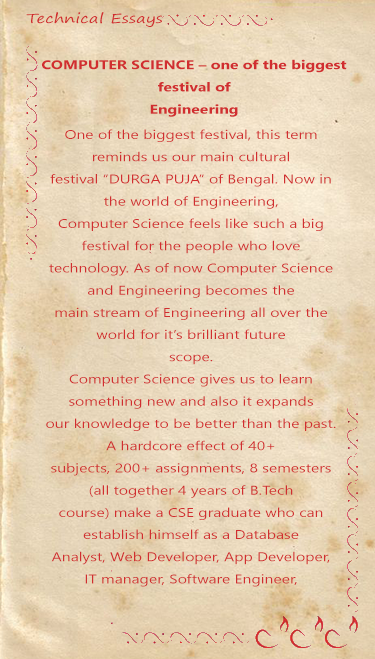 Technical Essays
COMPUTER SCIENCE – one of the biggest
festival of
Engineering
One of the biggest festival, this term
reminds us our main cultural
festival “DURGA PUJA” of Bengal. Now in
the world of Engineering,
Computer Science feels like such a big
festival for the people who love
technology. As of now Computer Science
and Engineering becomes the
main stream of Engineering all over the
world for it’s brilliant future
scope.
Computer Science gives us to learn
something new and also it expands
our knowledge to be better than the past.
A hardcore effect of 40+
subjects, 200+ assignments, 8 semesters
(all together 4 years of B.Tech
course) make a CSE graduate who can
establish himself as a Database
Analyst, Web Developer, App Developer,
IT manager, Software Engineer,